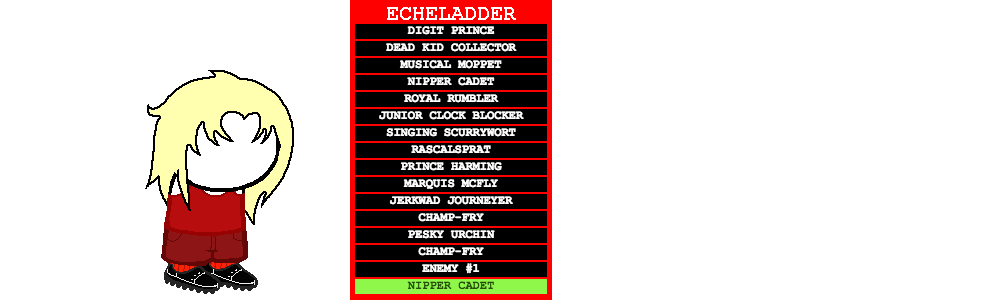 ECHELADDER
DIGIT PRINCE
DEAD KID COLLECTOR
MUSICAL MOPPET
NIPPER CADET
ROYAL RUMBLER
JUNIOR CLOCK BLOCKER
SINGING SCURRYWORT
RASCALSPRAT
PRINCE HARMING
MARQUIS MCFLY
JERKWAD JOURNEYER
CHAMP-FRY
PESKY URCHIN
CHAMP-FRY
ENEMY #1
NIPPER CADET